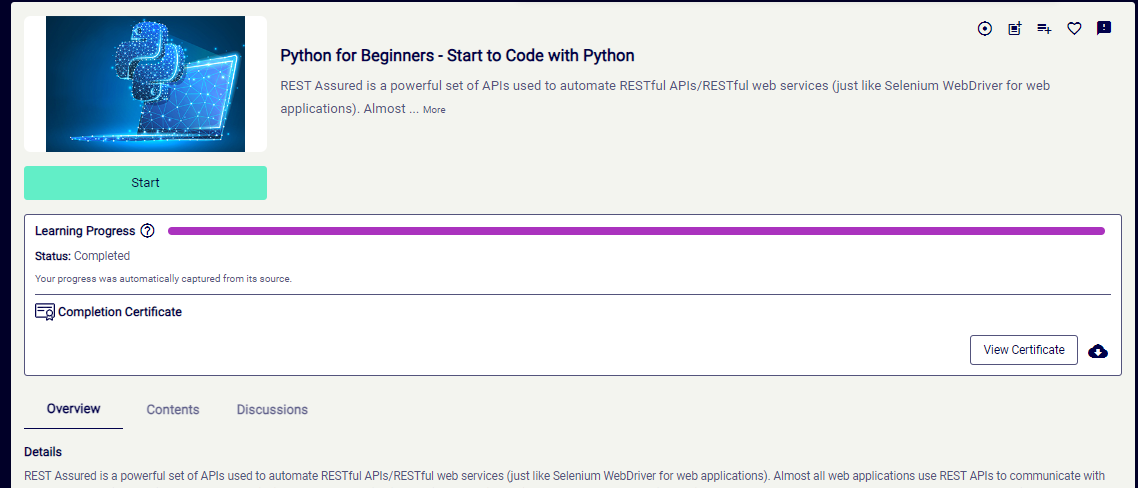 Python for Beginners - Start to Code with Python
REST Assured is a powerful set of APIs used to automate RESTful APIs/RESTful web services (just like Selenium WebDriver for web
applications). Almost ... More
Start
Learning Progress
Status: Completed
Your progress was automatically captured from its source.
Completion Certificate
View Certificate
Overview Contents Discussions
Details
REST Assured is a powerful set of APIs used to automate RESTful APIs/RESTful web services (just like Selenium WebDriver for web applications). Almost all web applications use REST APIs to communicate with